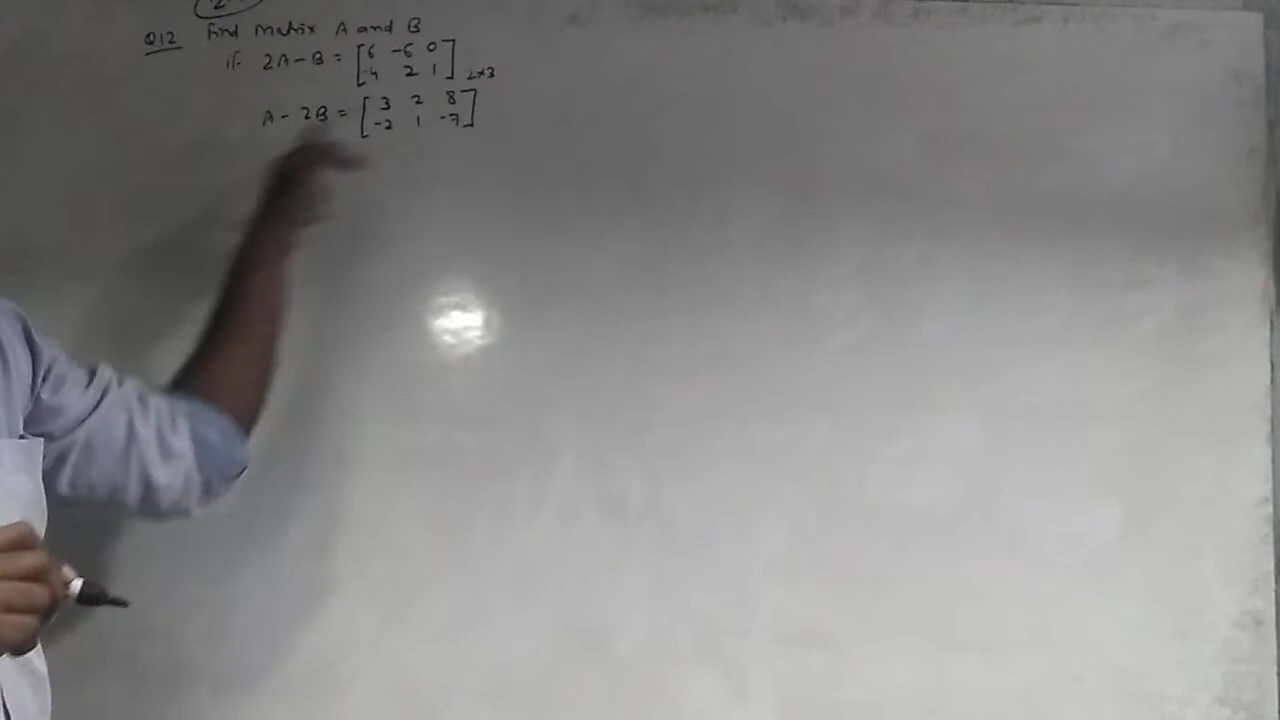 Q12 Find Matrix A and B
if 2A - B = [6 -6 0
-4 2 1] 2×3
A - 2B = [3 2 8
-2 1 -7]